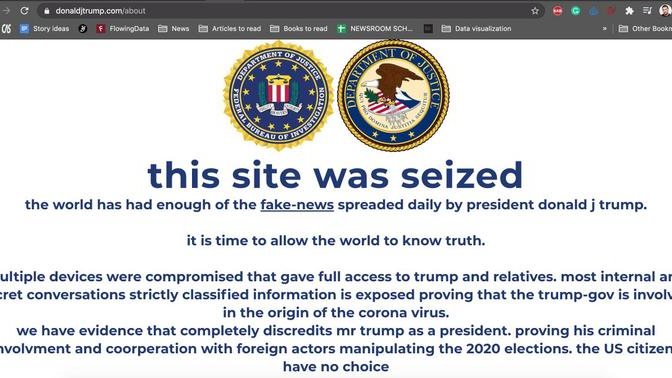 donaldjtrump.com/about
Story ideas
FlowingData
News
Articles to read
Books to read
NEWSROOM SCH...
Data visualization
»
Other Bookm
DEPARTMENT OF JUSTICE
FEDERAL BUREAU OF INVESTIGATION
DEPARTMENT OF JUSTICE
QUI PRO DOMINA JUSTITIA SEQUITUR
this site was seized
the world has had enough of the fake-news spreaded daily by president donald j trump.
it is time to allow the world to know truth.
ultiple devices were compromised that gave full access to trump and relatives. most internal an
cret conversations strictly classified information is exposed proving that the trump-gov is involv
in the origin of the corona virus.
we have evidence that completely discredits mr trump as a president. proving his criminal
nvolvment and coorperation with foreign actors manipulating the 2020 elections. the US citizen
have no choice